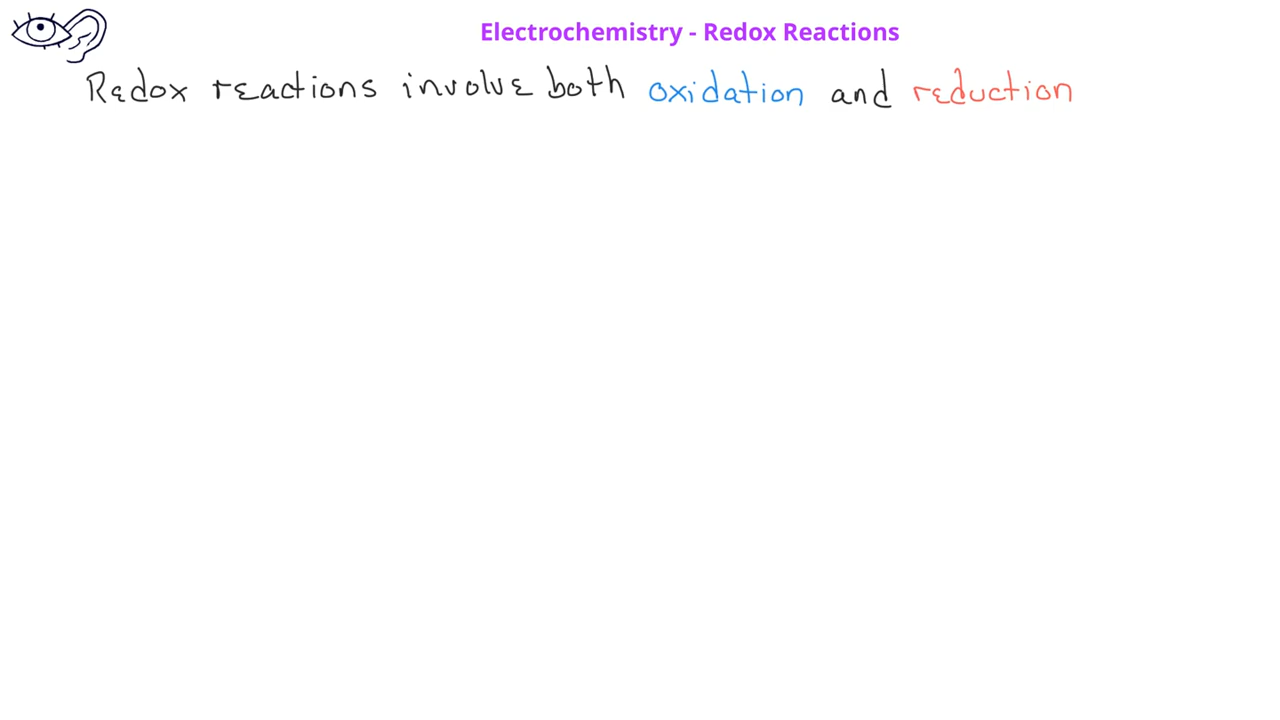 Electrochemistry - Redox Reactions
Redox reactions involve both oxidation and reduction